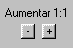 Aumentar 1:1
- +